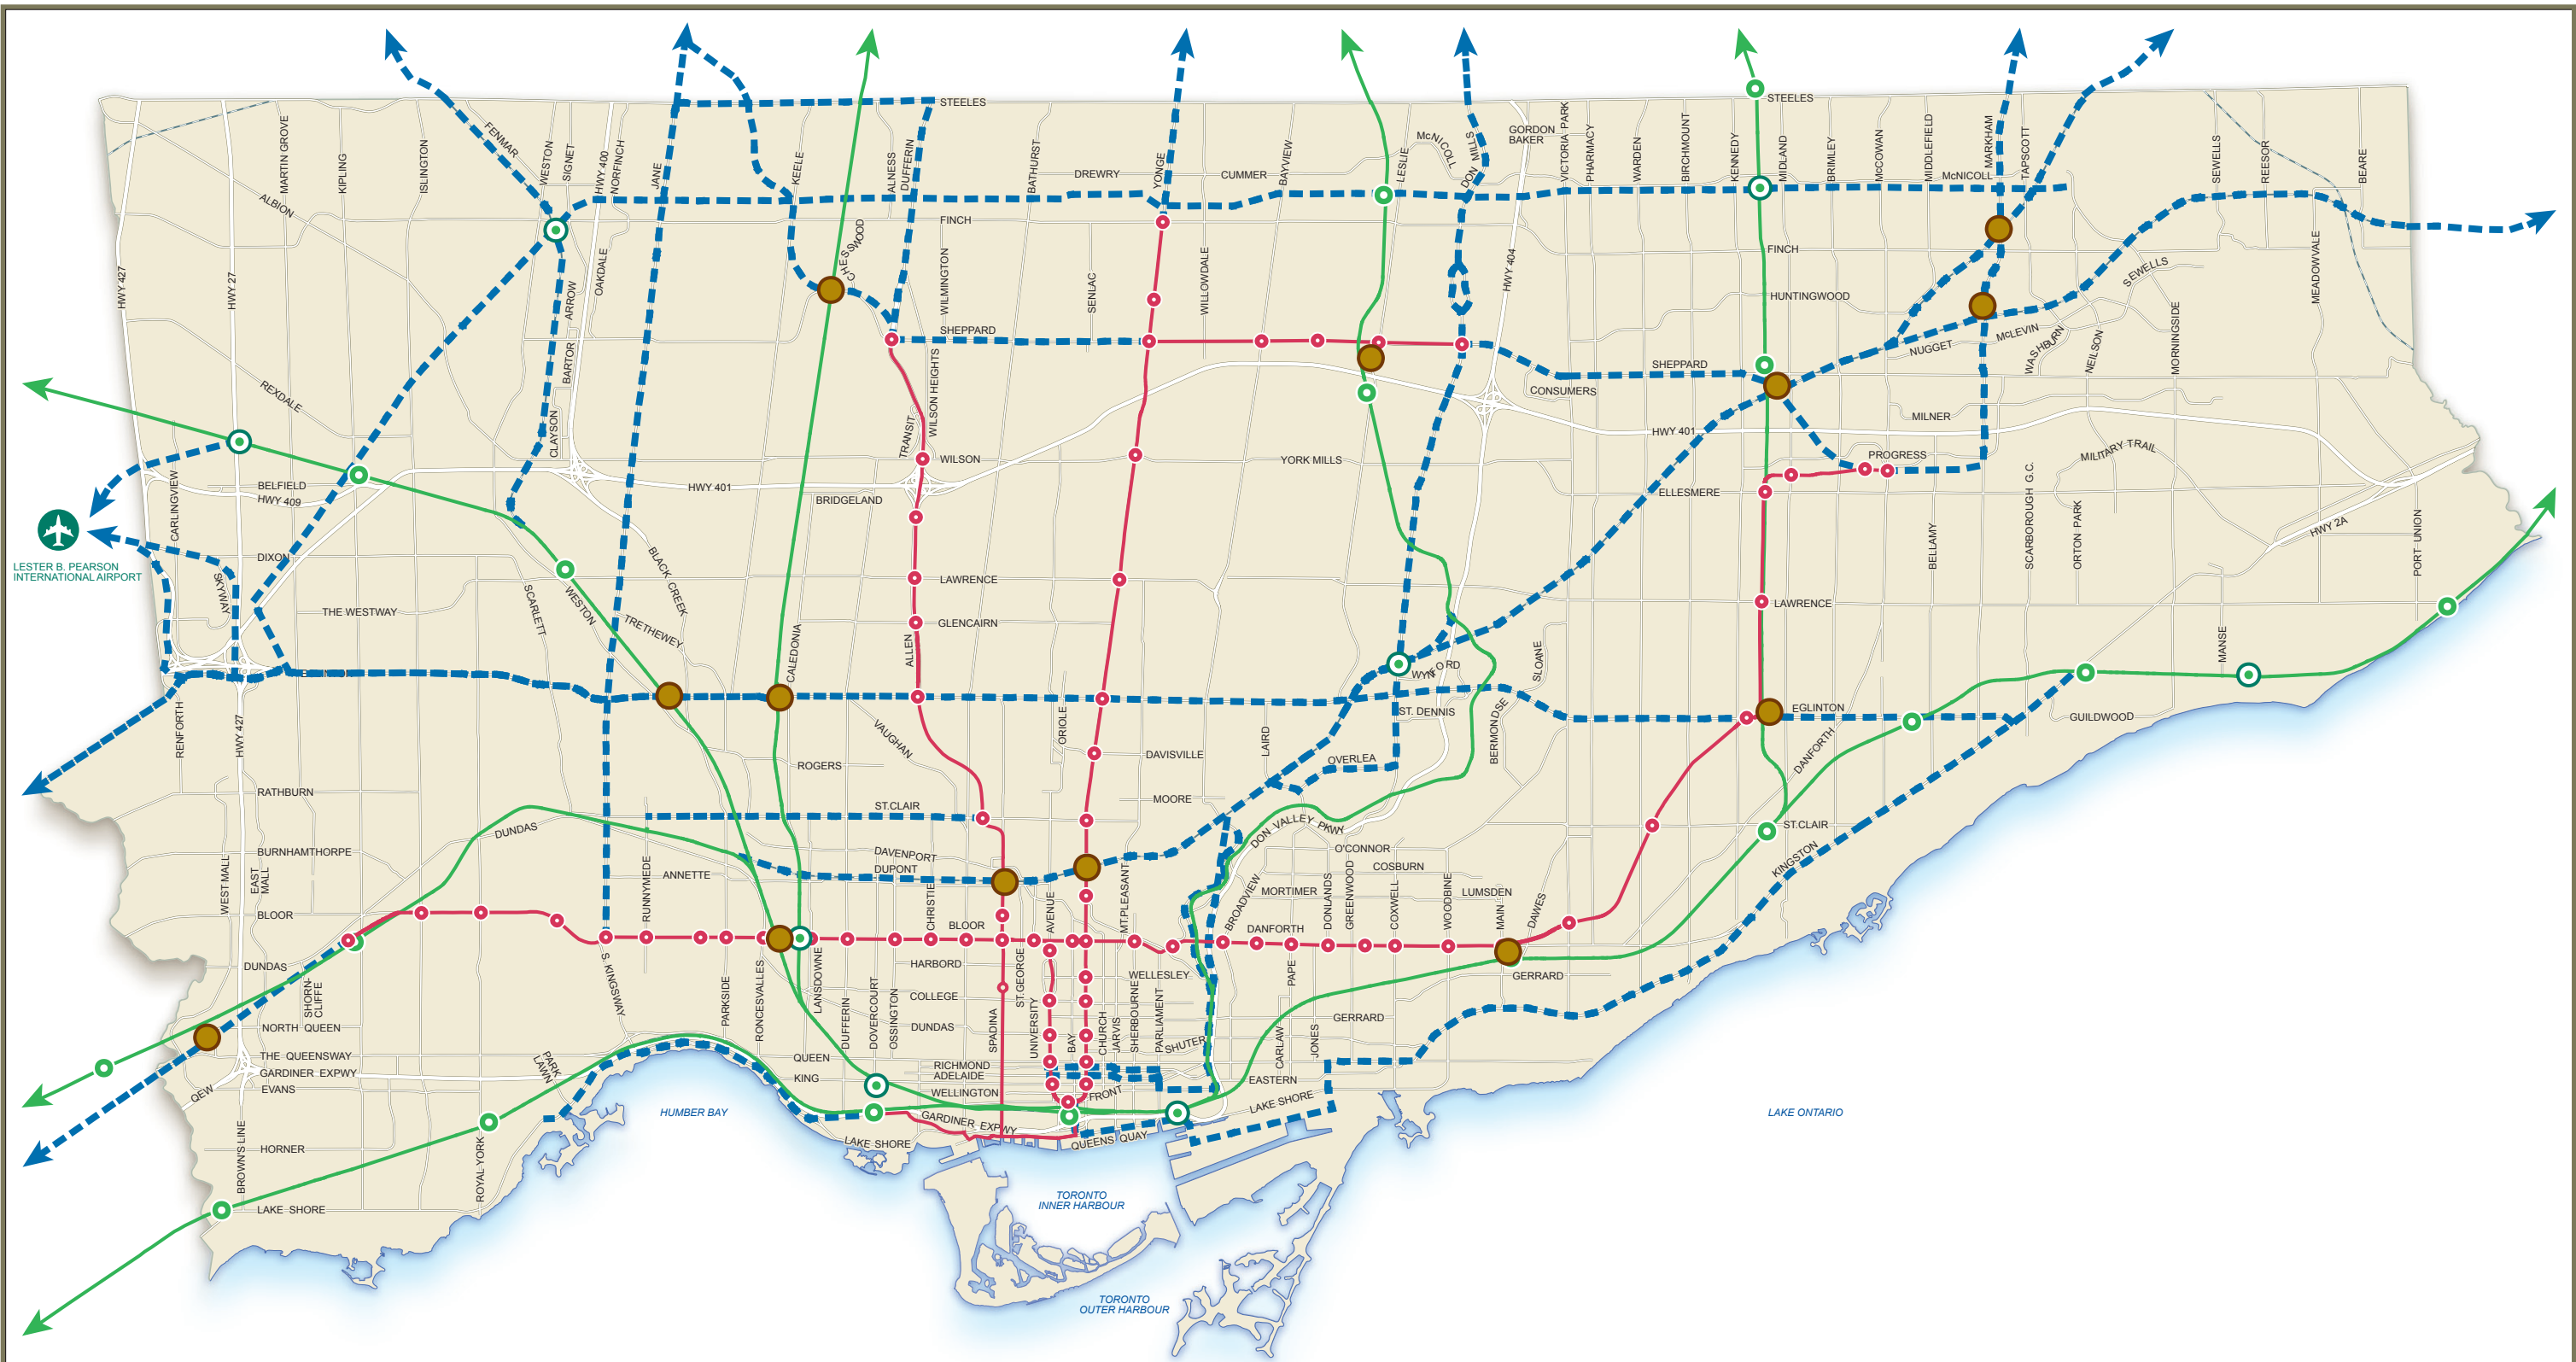 STEELES
STEELES
FENMAR
WESTON
SIGNET
HWY 400
NORFINCH
MARTIN GROVE
KIPLING
ISLINGTON
JANE
KEELE
ALNESS
DUFFERIN
BATHURST
DREWRY
YONGE
CUMMER
BAYVIEW
LESLIE
McNICOLL
DON MILLS
GORDON
BAKER
VICTORIA PARK
PHARMACY
WARDEN
BIRCHMOUNT
KENNEDY
MIDLAND
BRIMLEY
McCOWAN
MIDDLEFIELD
McNICOLL
MARKHAM
TAPSCOTT
SEWELLS
REESOR
BEARE
ALBION
FINCH
FINCH
HWY 427
HWY 27
OAKDALE
ARROW
CHESSWOOD
WILMINGTON
SENLAC
WILLOWDALE
HWY 404
HUNTINGWOOD
SEWELLS
MEADOWVALE
SHEPPARD
SHEPPARD
NUGGET
McLEVIN
WASHBURN
NEILSON
MORNINGSIDE
REXDALE
BARTOR
CLAYSON
TRANSIT
WILSON HEIGHTS
CONSUMERS
MILNER
HWY 401
WILSON
YORK MILLS
PROGRESS
MILITARY TRAIL
CARLINGVIEW
BELFIELD
HWY 409
HWY 401
BRIDGELAND
ELLESMERE
SCARBOROUGH G.C.
ORTON PARK
BELLAMY
HWY 2A
PORT UNION
LESTER B. PEARSON
INTERNATIONAL AIRPORT
DIXON
SKYWAY
BLACK CREEK
LAWRENCE
LAWRENCE
THE WESTWAY
SCARLETT
WESTON
TRETHEWEY
GLENCAIRN
ALLEN
CALEDONIA
WYNFORD
SLOANE
MANSE
RENFORTH
HWY 427
VAUGHAN
ORIOLE
ST. DENNIS
BERMONDSE
EGLINTON
GUILDWOOD
DANFORTH
LAIRD
OVERLEA
DAVISVILLE
ROGERS
RATHBURN
MOORE
ST.CLAIR
ST.CLAIR
DUNDAS
DON VALLEY PKWY
BURNHAMTHORPE
DAVENPORT
DUPONT
O'CONNOR
COSBURN
KINGSTON
WEST MALL
EAST
MALL
RUNNYMEDE
ANNETTE
CHRISTIE
AVENUE
MT.PLEASANT
BROADVIEW
MORTIMER
DONLANDS
GREENWOOD
COXWELL
WOODBINE
LUMSDEN
MAIN
DAWES
BLOOR
BLOOR
DANFORTH
DUNDAS
SHORN-
CLIFFE
S. KINGSWAY
PARKSIDE
RONCESVALLES
LANSDOWNE
HARBORD
ST.GEORGE
WELLESLEY
PAPE
GERRARD
DUFFERIN
DOVERCOURT
OSSINGTON
COLLEGE
DUNDAS
SPADINA
UNIVERSITY
BAY
CHURCH
JARVIS
SHERBOURNE
PARLIAMENT
SHUTER
CARLAW
JONES
GERRARD
NORTH QUEEN
THE QUEENSWAY
GARDINER EXPWY
EVANS
QEW
PARK
LAWN
QUEEN
KING
RICHMOND
ADELAIDE
WELLINGTON
FRONT
EASTERN
LAKE SHORE
HUMBER BAY
GARDINER EXPWY
LAKE SHORE
QUEENS QUAY
LAKE ONTARIO
BROWN'S LINE
HORNER
ROYAL YORK
LAKE SHORE
TORONTO
INNER HARBOUR
TORONTO
OUTER HARBOUR